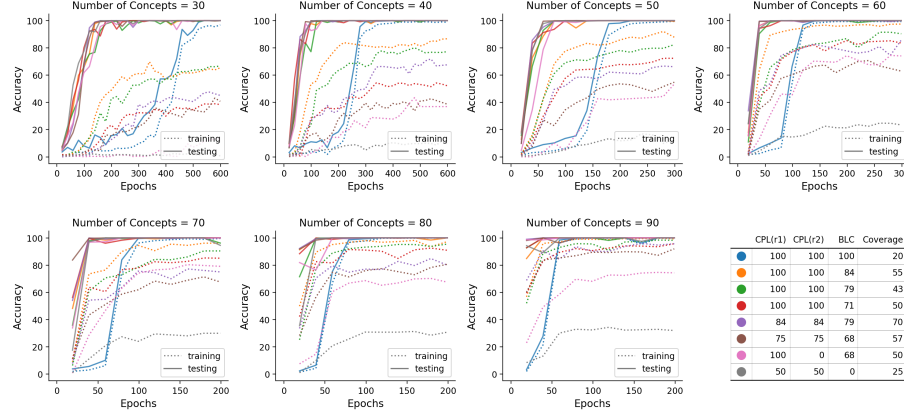 Number of Concepts = 30
Accuracy
100
80
60
40
20
0
0 100 200 300 400 500 600
Epochs
training
testing
Number of Concepts = 40
Accuracy
100
80
60
40
20
0
0 100 200 300 400 500 600
Epochs
training
testing
Number of Concepts = 50
Accuracy
100
80
60
40
20
0
0 50 100 150 200 250 300
Epochs
training
testing
Number of Concepts = 60
Accuracy
100
80
60
40
20
0
0 50 100 150 200 250 300
Epochs
training
testing
Number of Concepts = 70
Accuracy
100
80
60
40
20
0
0 50 100 150 200
Epochs
training
testing
Number of Concepts = 80
Accuracy
100
80
60
40
20
0
0 50 100 150 200
Epochs
training
testing
Number of Concepts = 90
Accuracy
100
80
60
40
20
0
0 50 100 150 200
Epochs
training
testing
CPL(r1) CPL(r2) BLC Coverage
100 100 100 20
100 100 84 55
100 100 79 43
100 100 71 50
84 84 79 70
75 75 68 57
100 0 68 50
50 50 0 25